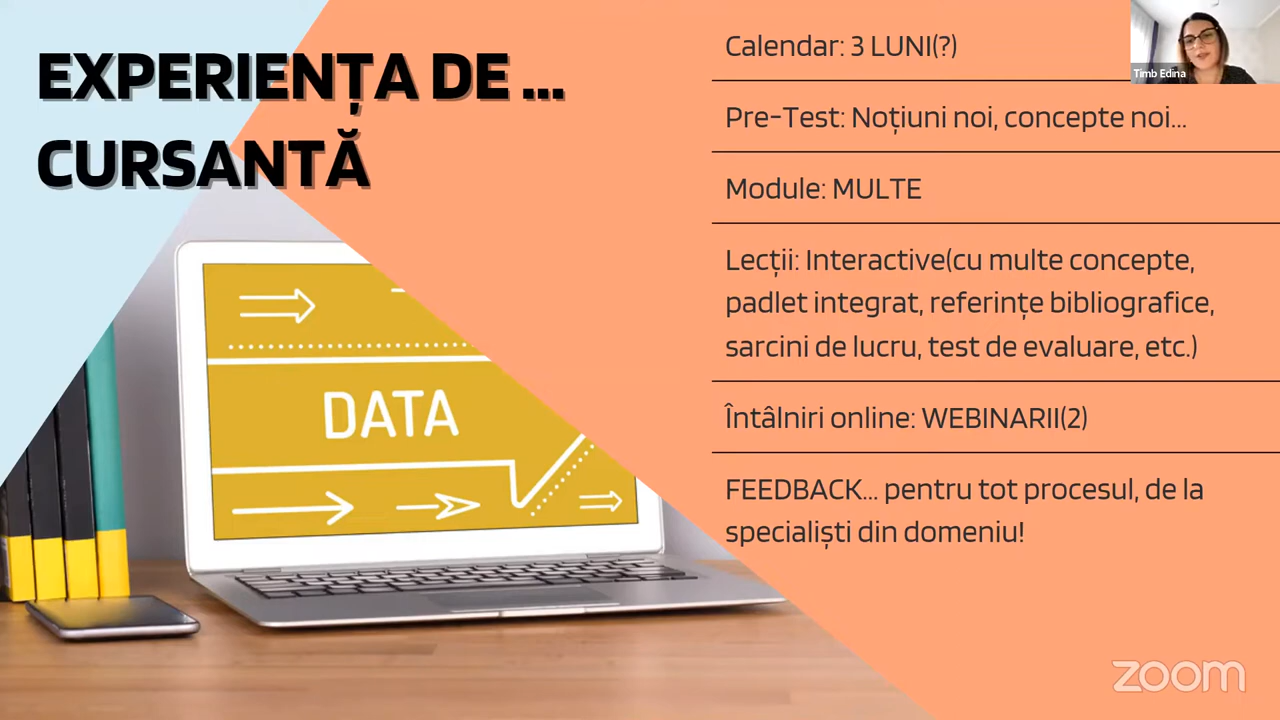 EXPERIENȚA DE ...
CURSANTĂ
Calendar: 3 LUNI(?)
Timb Edina
Pre-Test: Noțiuni noi, concepte noi...
Module: MULTE
Lecții: Interactive(cu multe concepte,
padlet integrat, referințe bibliografice,
sarcini de lucru, test de evaluare, etc.)
Întâlniri online: WEBINARII(2)
FEEDBACK... pentru tot procesul, de la
specialiști din domeniu!
DATA
zoom